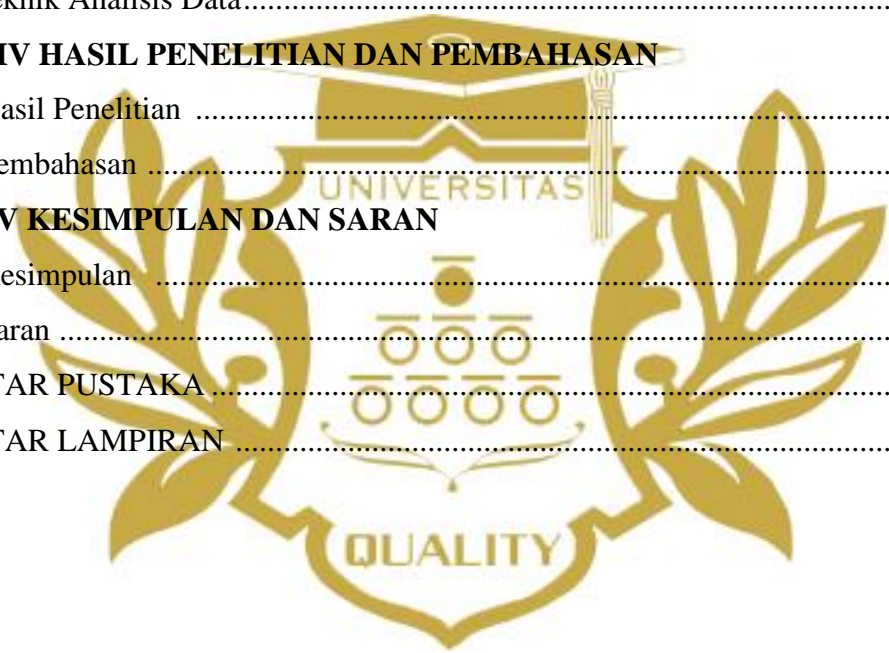 eknik Analisis Data........................................................................................
IV HASIL PENELITIAN DAN PEMBAHASAN
asil Penelitian ........................................................................................
embahasan ........................................................................................
UNIVERSITAS
V KESIMPULAN DAN SARAN
esimpulan ........................................................................................
aran ........................................................................................
TAR PUSTAKA ........................................................................................
TAR LAMPIRAN ........................................................................................
QUALITY